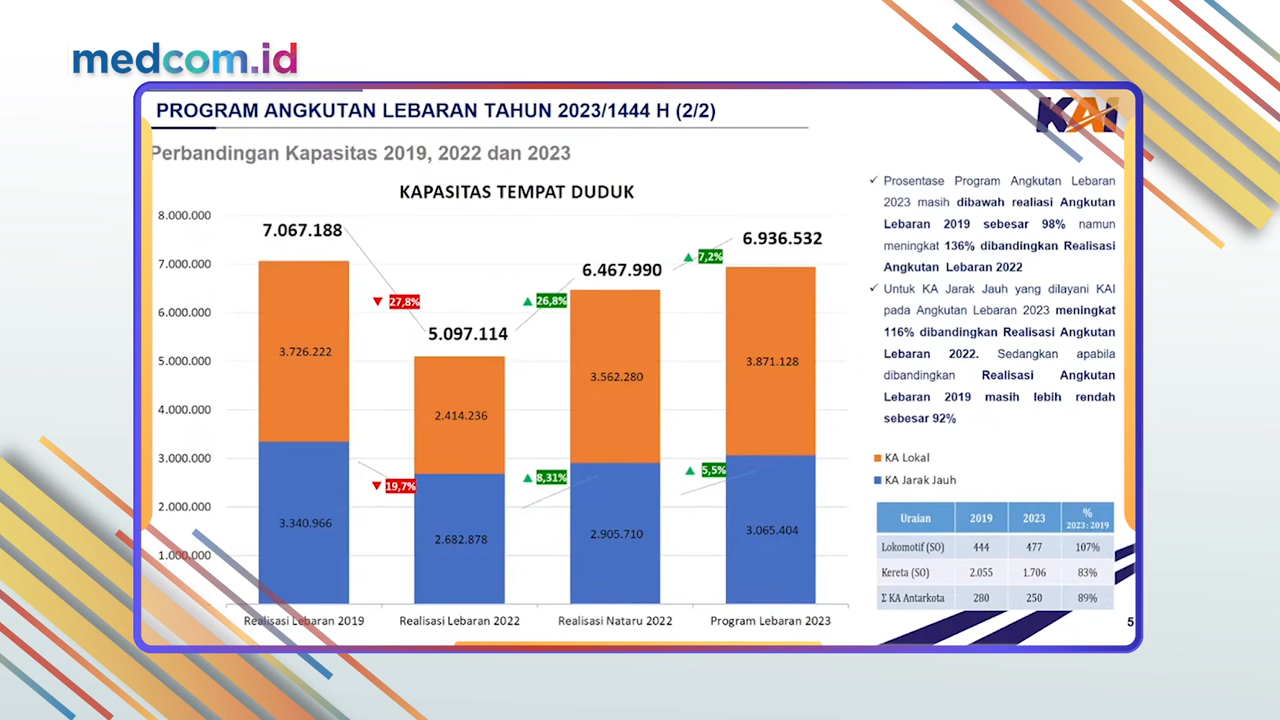 medcom.id
PROGRAM ANGKUTAN LEBARAN TAHUN 2023/1444 H (2/2)
KAI
Perbandingan Kapasitas 2019, 2022 dan 2023
KAPASITAS TEMPAT DUDUK
8.000.000
7.000.000
6.000.000
5.000.000
4.000.000
3.000.000
2.000.000
1.000.000
7.067.188
3.726.222
3.340.966
27,8%
19,7%
5.097.114
2.414.236
2.682.878
26,8%
8,31%
6.467.990
3.562.280
2.905.710
7,2%
5,5%
6.936.532
3.871.128
3.065.404
Realisasi Lebaran 2019
Realisasi Lebaran 2022
Realisasi Nataru 2022
Program Lebaran 2023
✓ Prosentase Program Angkutan Lebaran
2023 masih dibawah realiasi Angkutan
Lebaran 2019 sebesar 98% namun
meningkat 136% dibandingkan Realisasi
Angkutan Lebaran 2022
✓ Untuk KA Jarak Jauh yang dilayani KAI
pada Angkutan Lebaran 2023 meningkat
116% dibandingkan Realisasi Angkutan
Lebaran 2022. Sedangkan apabila
dibandingkan Realisasi Angkutan
Lebaran 2019 masih lebih rendah
sebesar 92%
KA Lokal
KA Jarak Jauh
Uraian 2019 2023 % 2023 : 2019
Lokomotif (SO) 444 477 107%
Kereta (SO) 2.055 1.706 83%
Σ KA Antarkota 280 250 89%
5